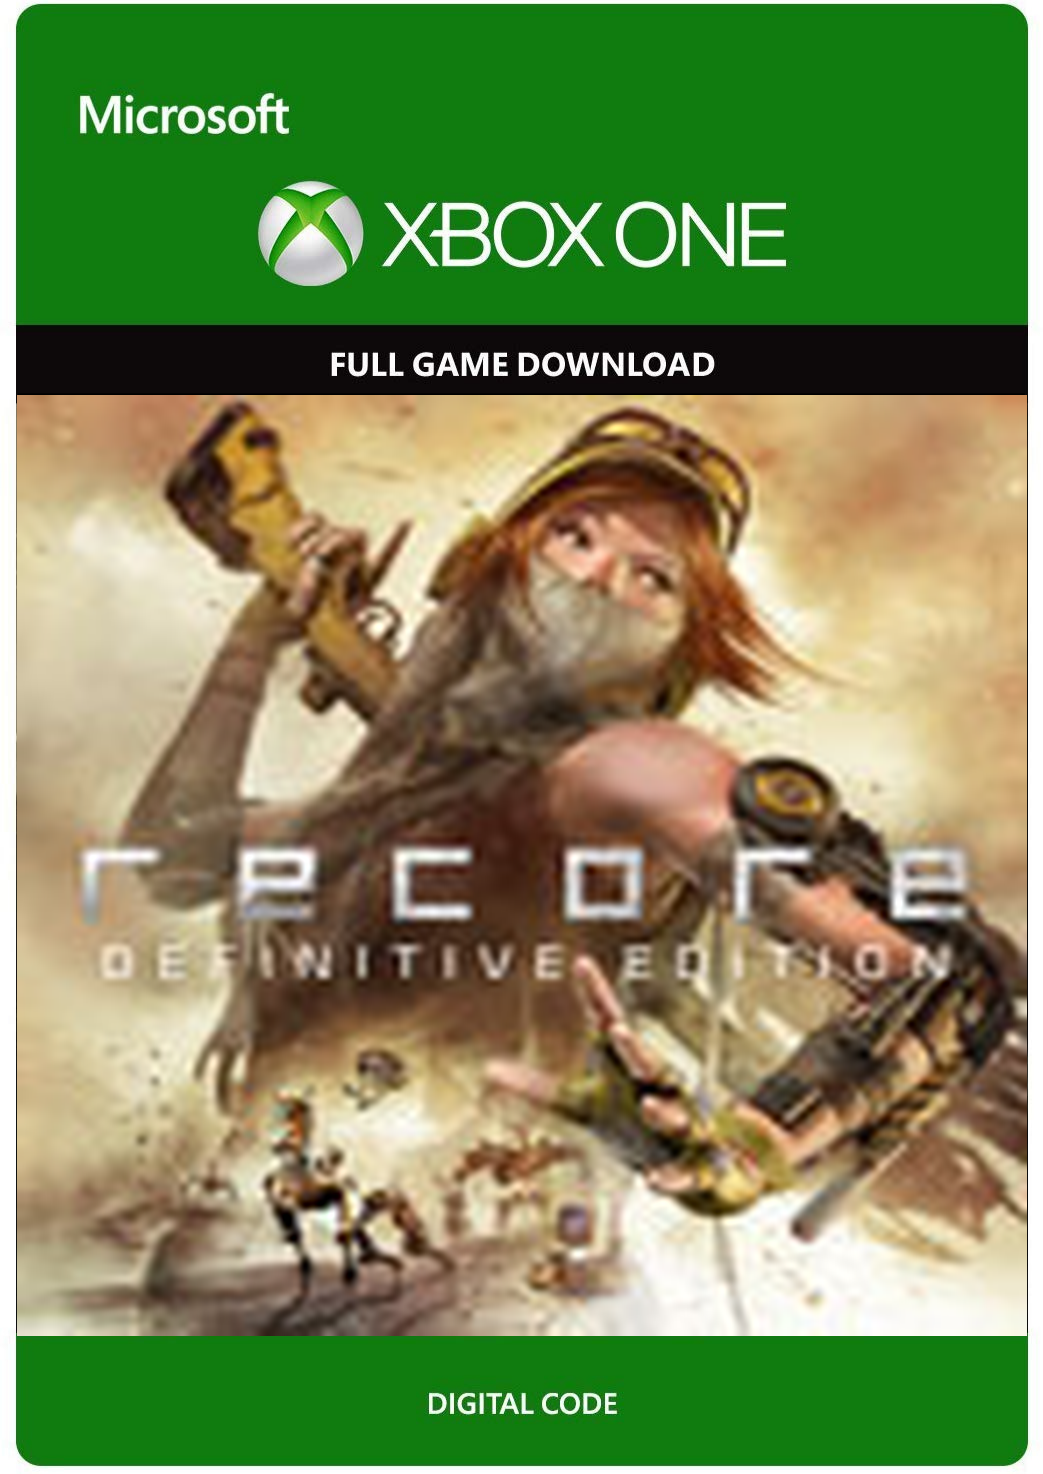 Microsoft
XBOX ONE
FULL GAME DOWNLOAD
recore
DEFINITIVE EDITION
DIGITAL CODE